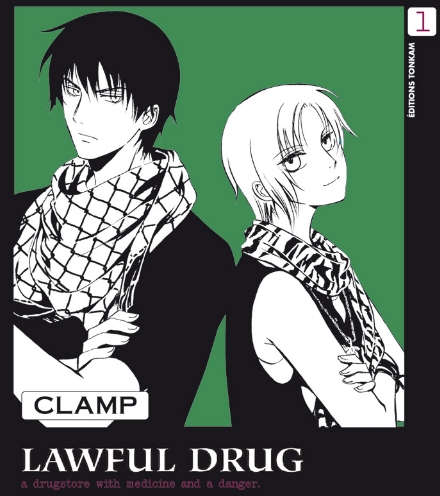 1
ÉDITIONS TONKAM
CLAMP
LAWFUL DRUG
a drugstore with medicine and a danger.